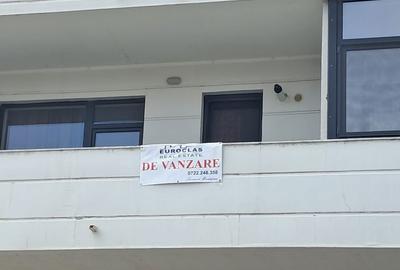 EUROCLAS
REAL ESTATE
DE VANZARE
0722.248.358